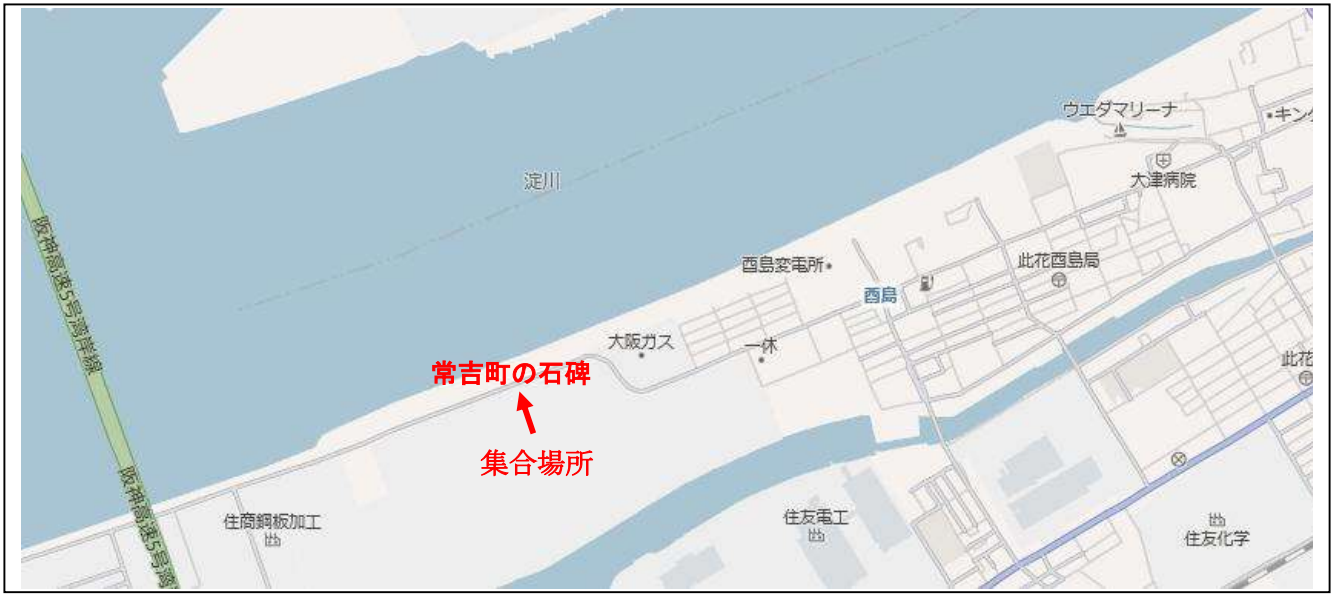 ウエダマリーナ
キング
大津病院
淀川
阪神高速5号湾岸線
酉島変電所
此花酉島局
酉島
大阪ガス
一休
常吉町の石碑
此花
集合場所
阪神高速5号湾
住商鋼板加工
住友電工
住友化学